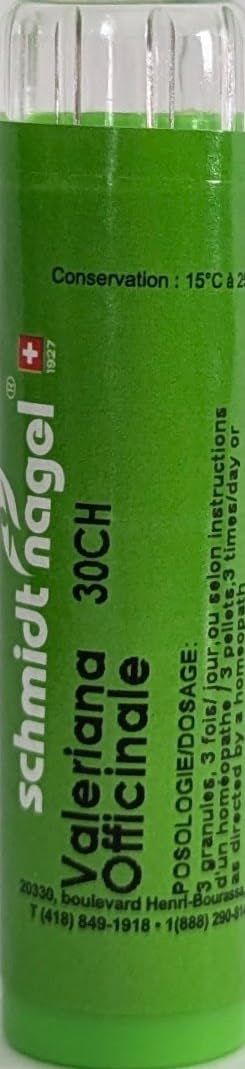 Conservation : 15°C à
schmidt nagel®
1927
Valeriana 30CH
Officinale
POSOLOGIE/DOSAGE:
3 granules, 3 fois/ jour, ou selon instructions
d'un homéopathe / 3 pellets, 3 times/day or
as directed by a
20330, boulevard Henri-Bourassa
T (418) 849-1918 • 1(888) 290-